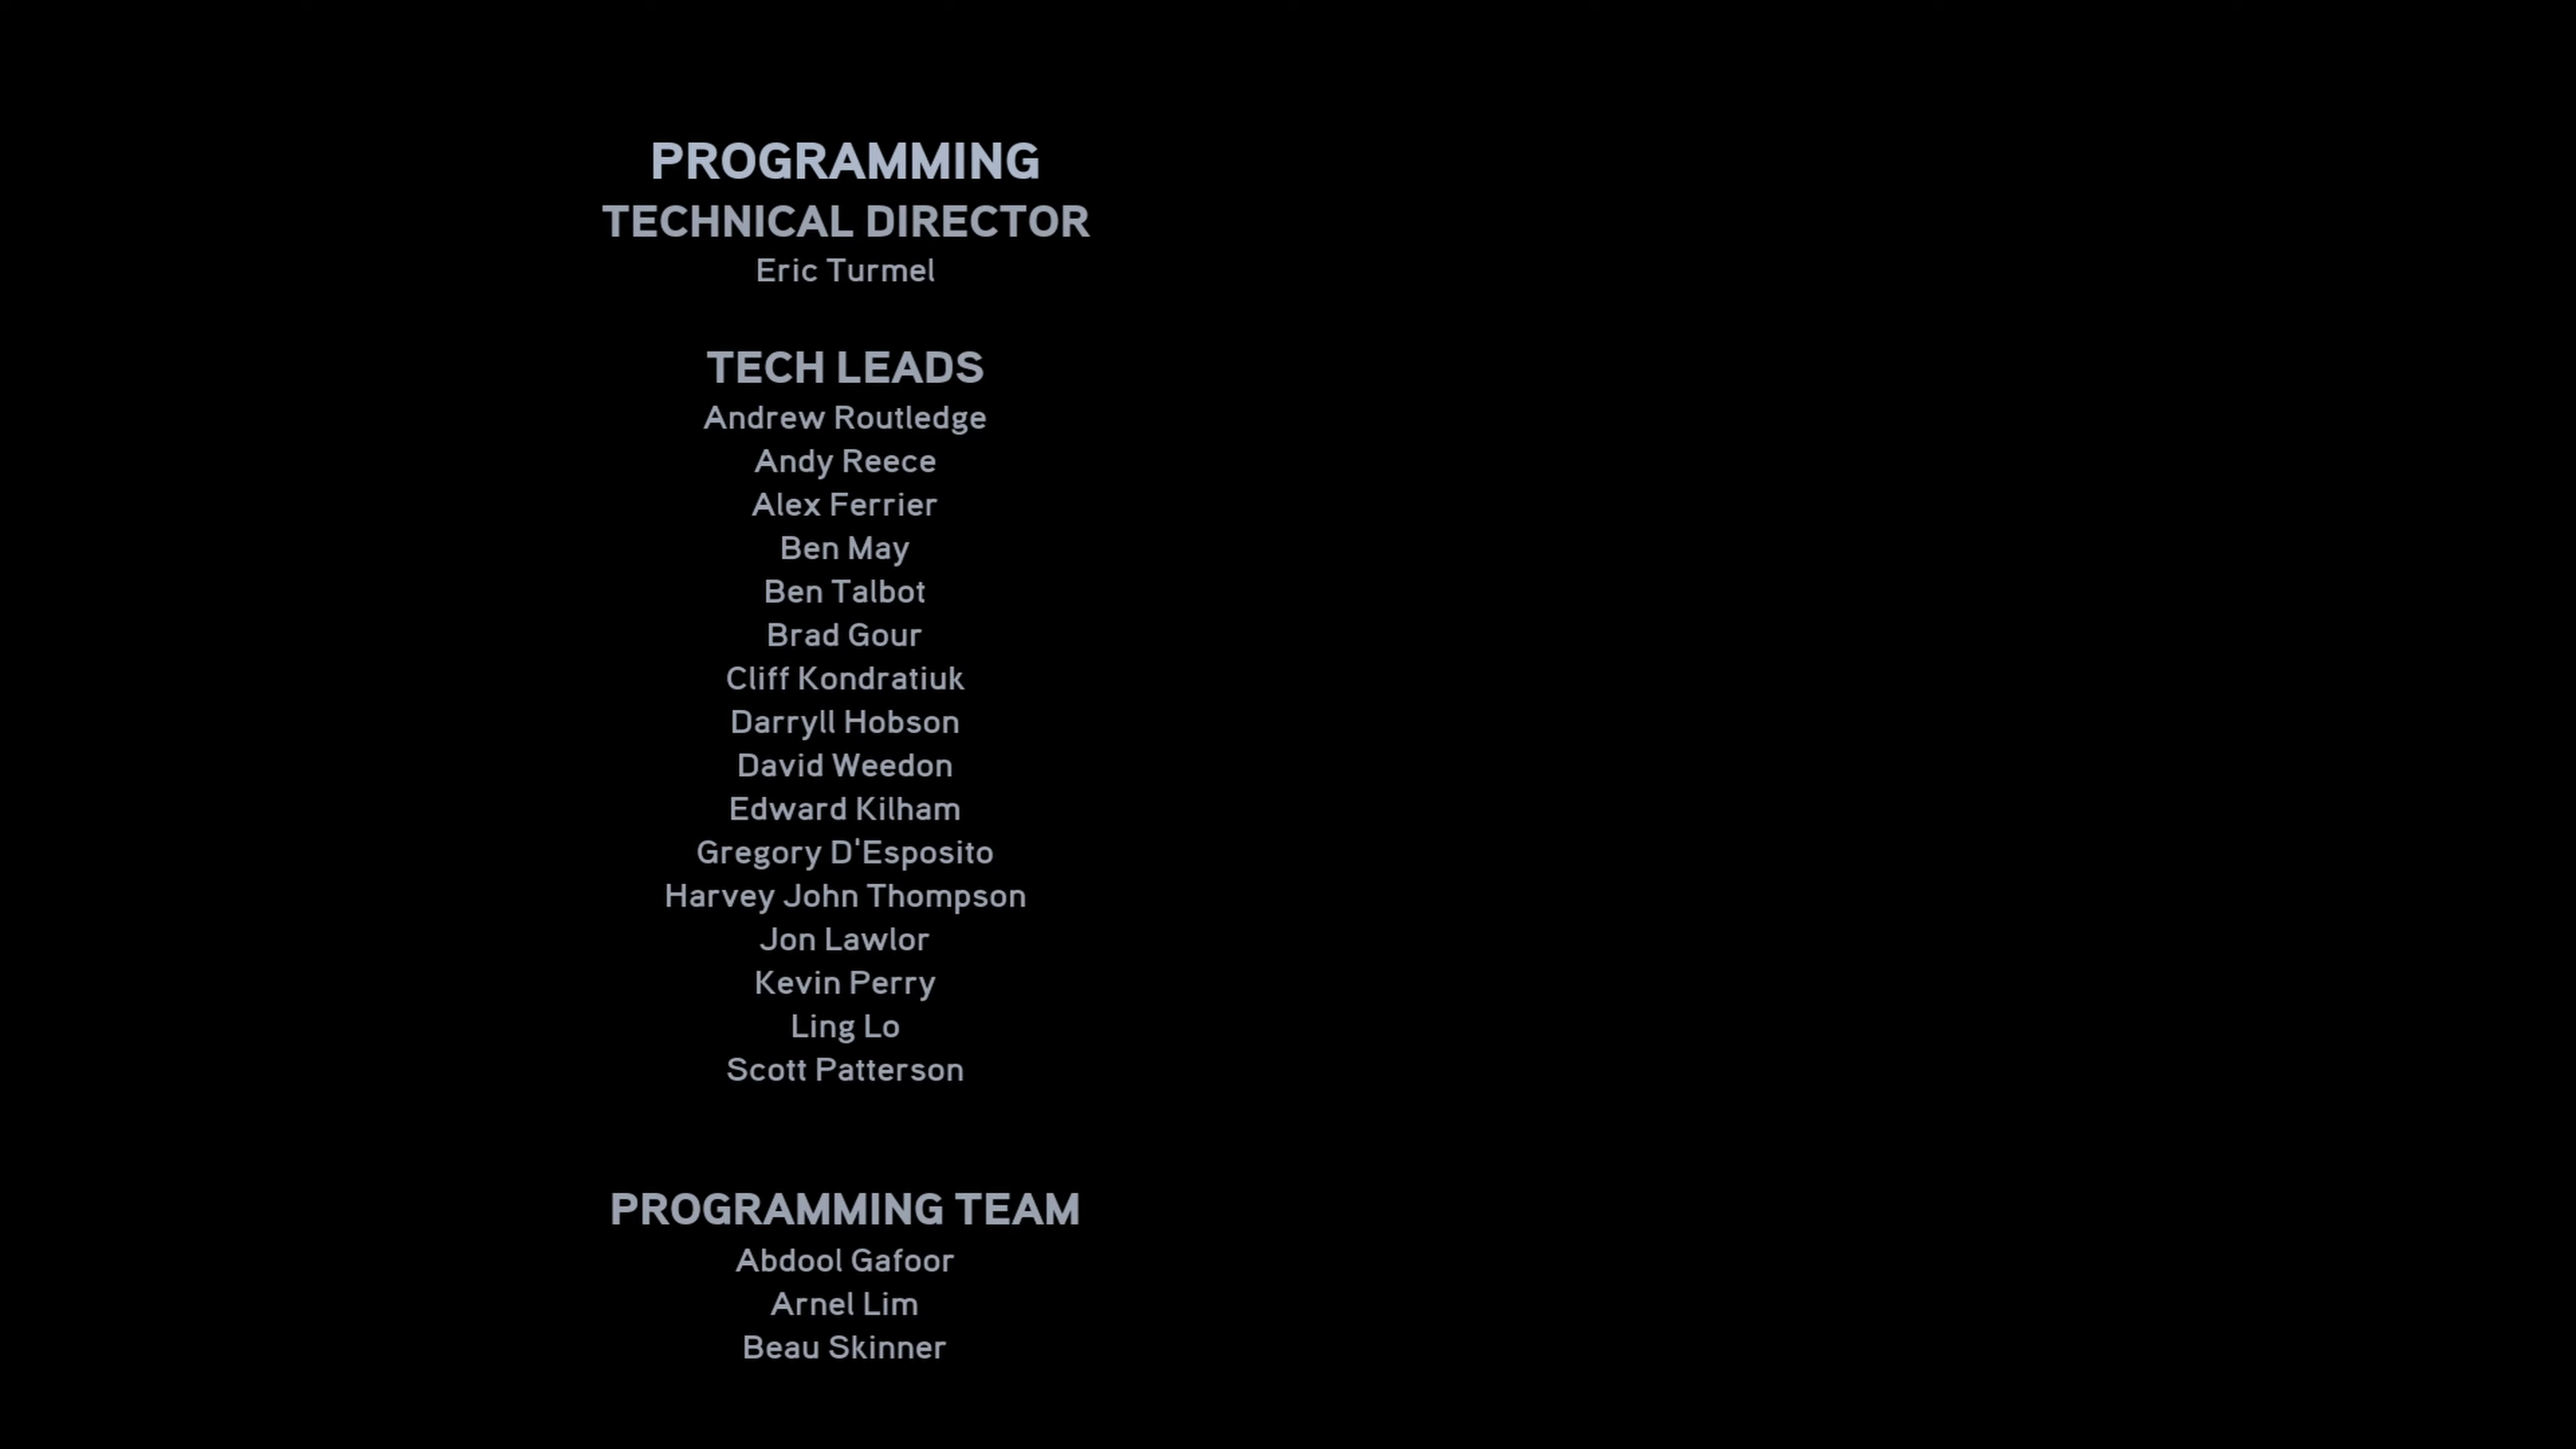 PROGRAMMING
TECHNICAL DIRECTOR
Eric Turmel
TECH LEADS
Andrew Routledge
Andy Reece
Alex Ferrier
Ben May
Ben Talbot
Brad Gour
Cliff Kondratiuk
Darryll Hobson
David Weedon
Edward Kilham
Gregory D'Esposito
Harvey John Thompson
Jon Lawlor
Kevin Perry
Ling Lo
Scott Patterson
PROGRAMMING TEAM
Abdool Gafoor
Arnel Lim
Beau Skinner